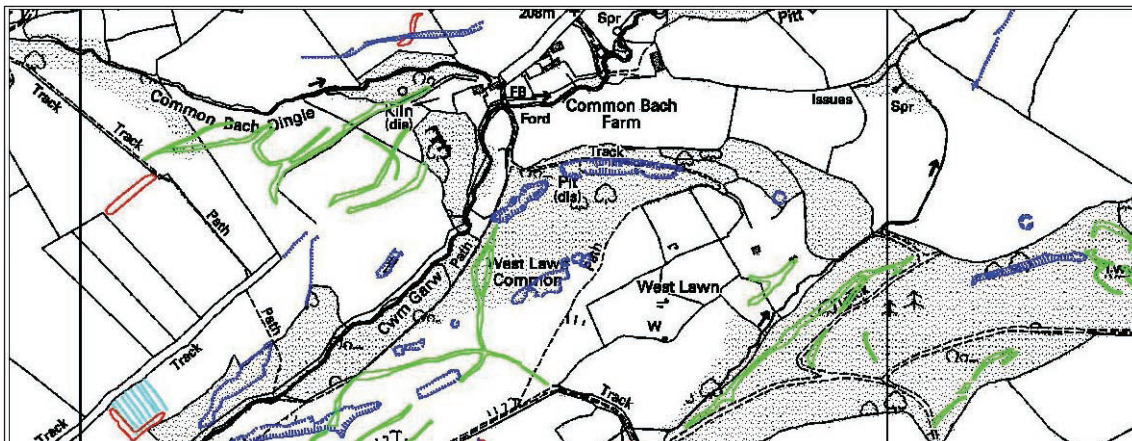 208m
Spr
Pitt
Track
Common Bach Dingle
Track
Kiln
(dis)
FB
Ford
Common Bach
Farm
Issues
Spr
Track
Pit
(dis)
Path
Path
Path
West Lawn
Common
West Lawn
W
Cwm Garw
Path
Track
Track
Track